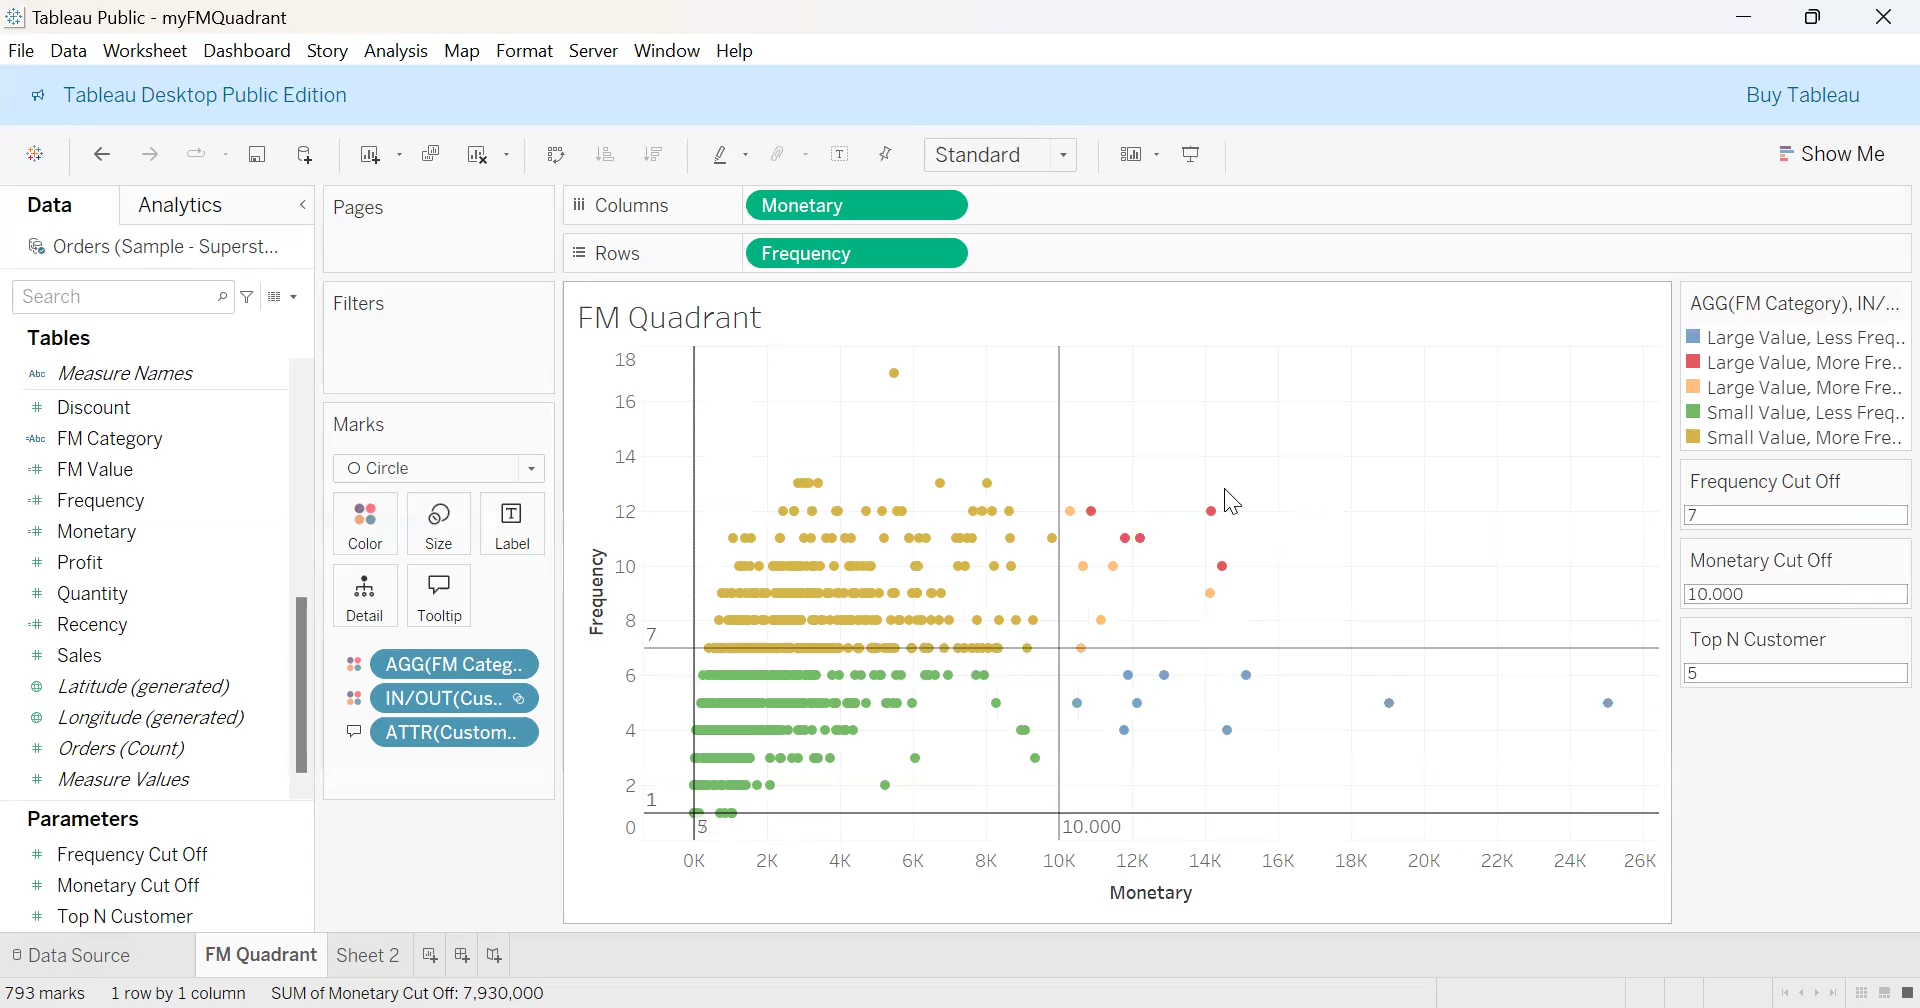 Tableau Public - myFMQuadrant
File Data Worksheet Dashboard Story Analysis Map Format Server Window Help
Tableau Desktop Public Edition
Buy Tableau
Standard
Show Me
Data
Analytics
Orders (Sample - Superst...
Search
Tables
Abc Measure Names
# Discount
=Abc FM Category
=# FM Value
=# Frequency
=# Monetary
# Profit
# Quantity
=# Recency
# Sales
Latitude (generated)
Longitude (generated)
# Orders (Count)
# Measure Values
Parameters
# Frequency Cut Off
# Monetary Cut Off
# Top N Customer
Pages
Filters
Marks
Circle
Color
Size
Label
Detail
Tooltip
AGG(FM Categ..
IN/OUT(Cus..
ATTR(Custom..
Columns
Monetary
Rows
Frequency
FM Quadrant
18
16
14
12
10
8
6
4
2
0
Frequency
7
1
10.000
0K 2K 4K 6K 8K 10K 12K 14K 16K 18K 20K 22K 24K 26K
Monetary
AGG(FM Category), IN/...
Large Value, Less Freq..
Large Value, More Fre..
Large Value, More Fre..
Small Value, Less Freq..
Small Value, More Fre..
Frequency Cut Off
7
Monetary Cut Off
10.000
Top N Customer
5
Data Source
FM Quadrant
Sheet 2
793 marks 1 row by 1 column SUM of Monetary Cut Off: 7,930,000